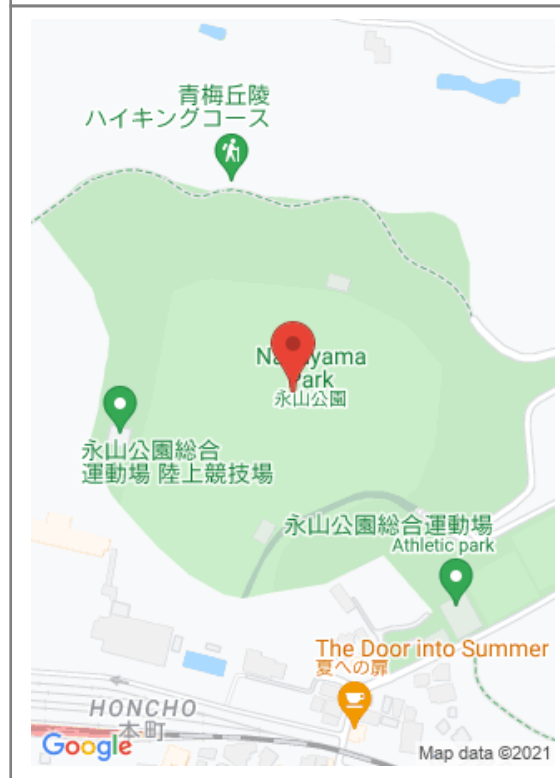 青梅丘陵
ハイキングコース
Park
永山公園
永山公園総合
運動場 陸上競技場
永山公園総合運動場
Athletic park
The Door into Summer
夏への扉
HONCHO
本町
Google
Map data ©2021